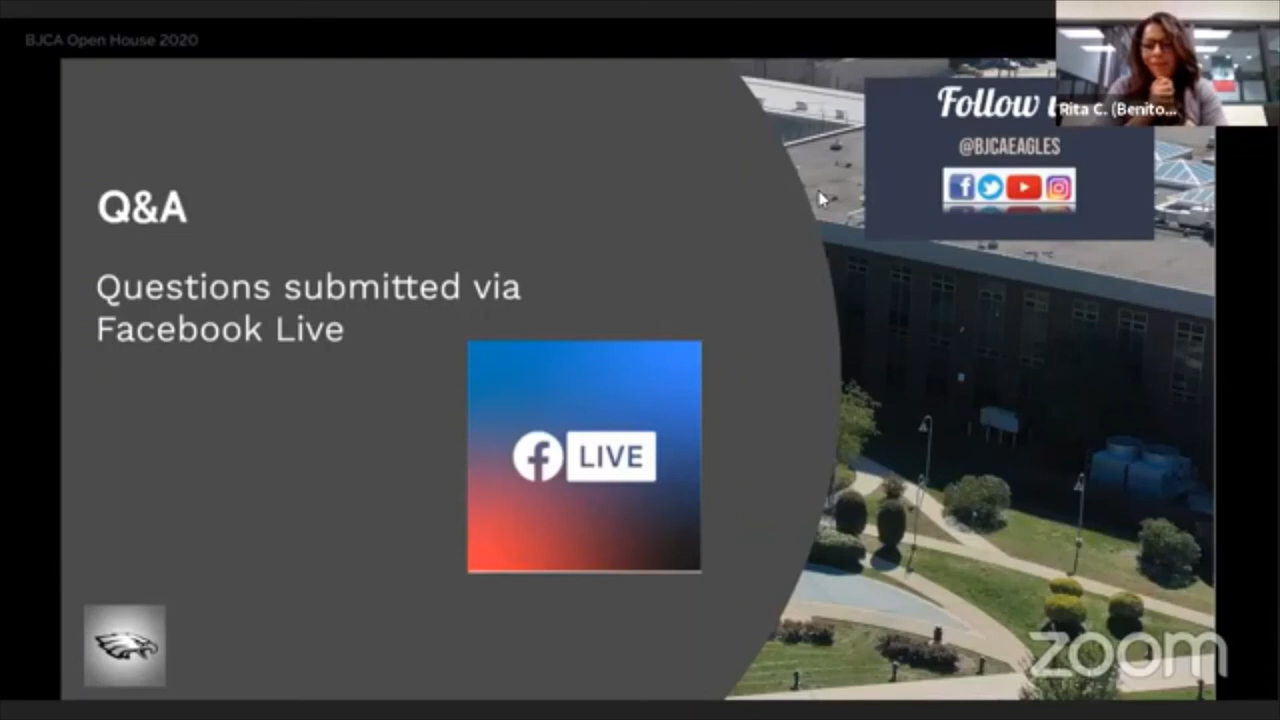 BJCA Open House 2020
Follow u
Rita C. (Benito...
@BJCAEAGLES
Q&A
Questions submitted via
Facebook Live
f LIVE
zoom